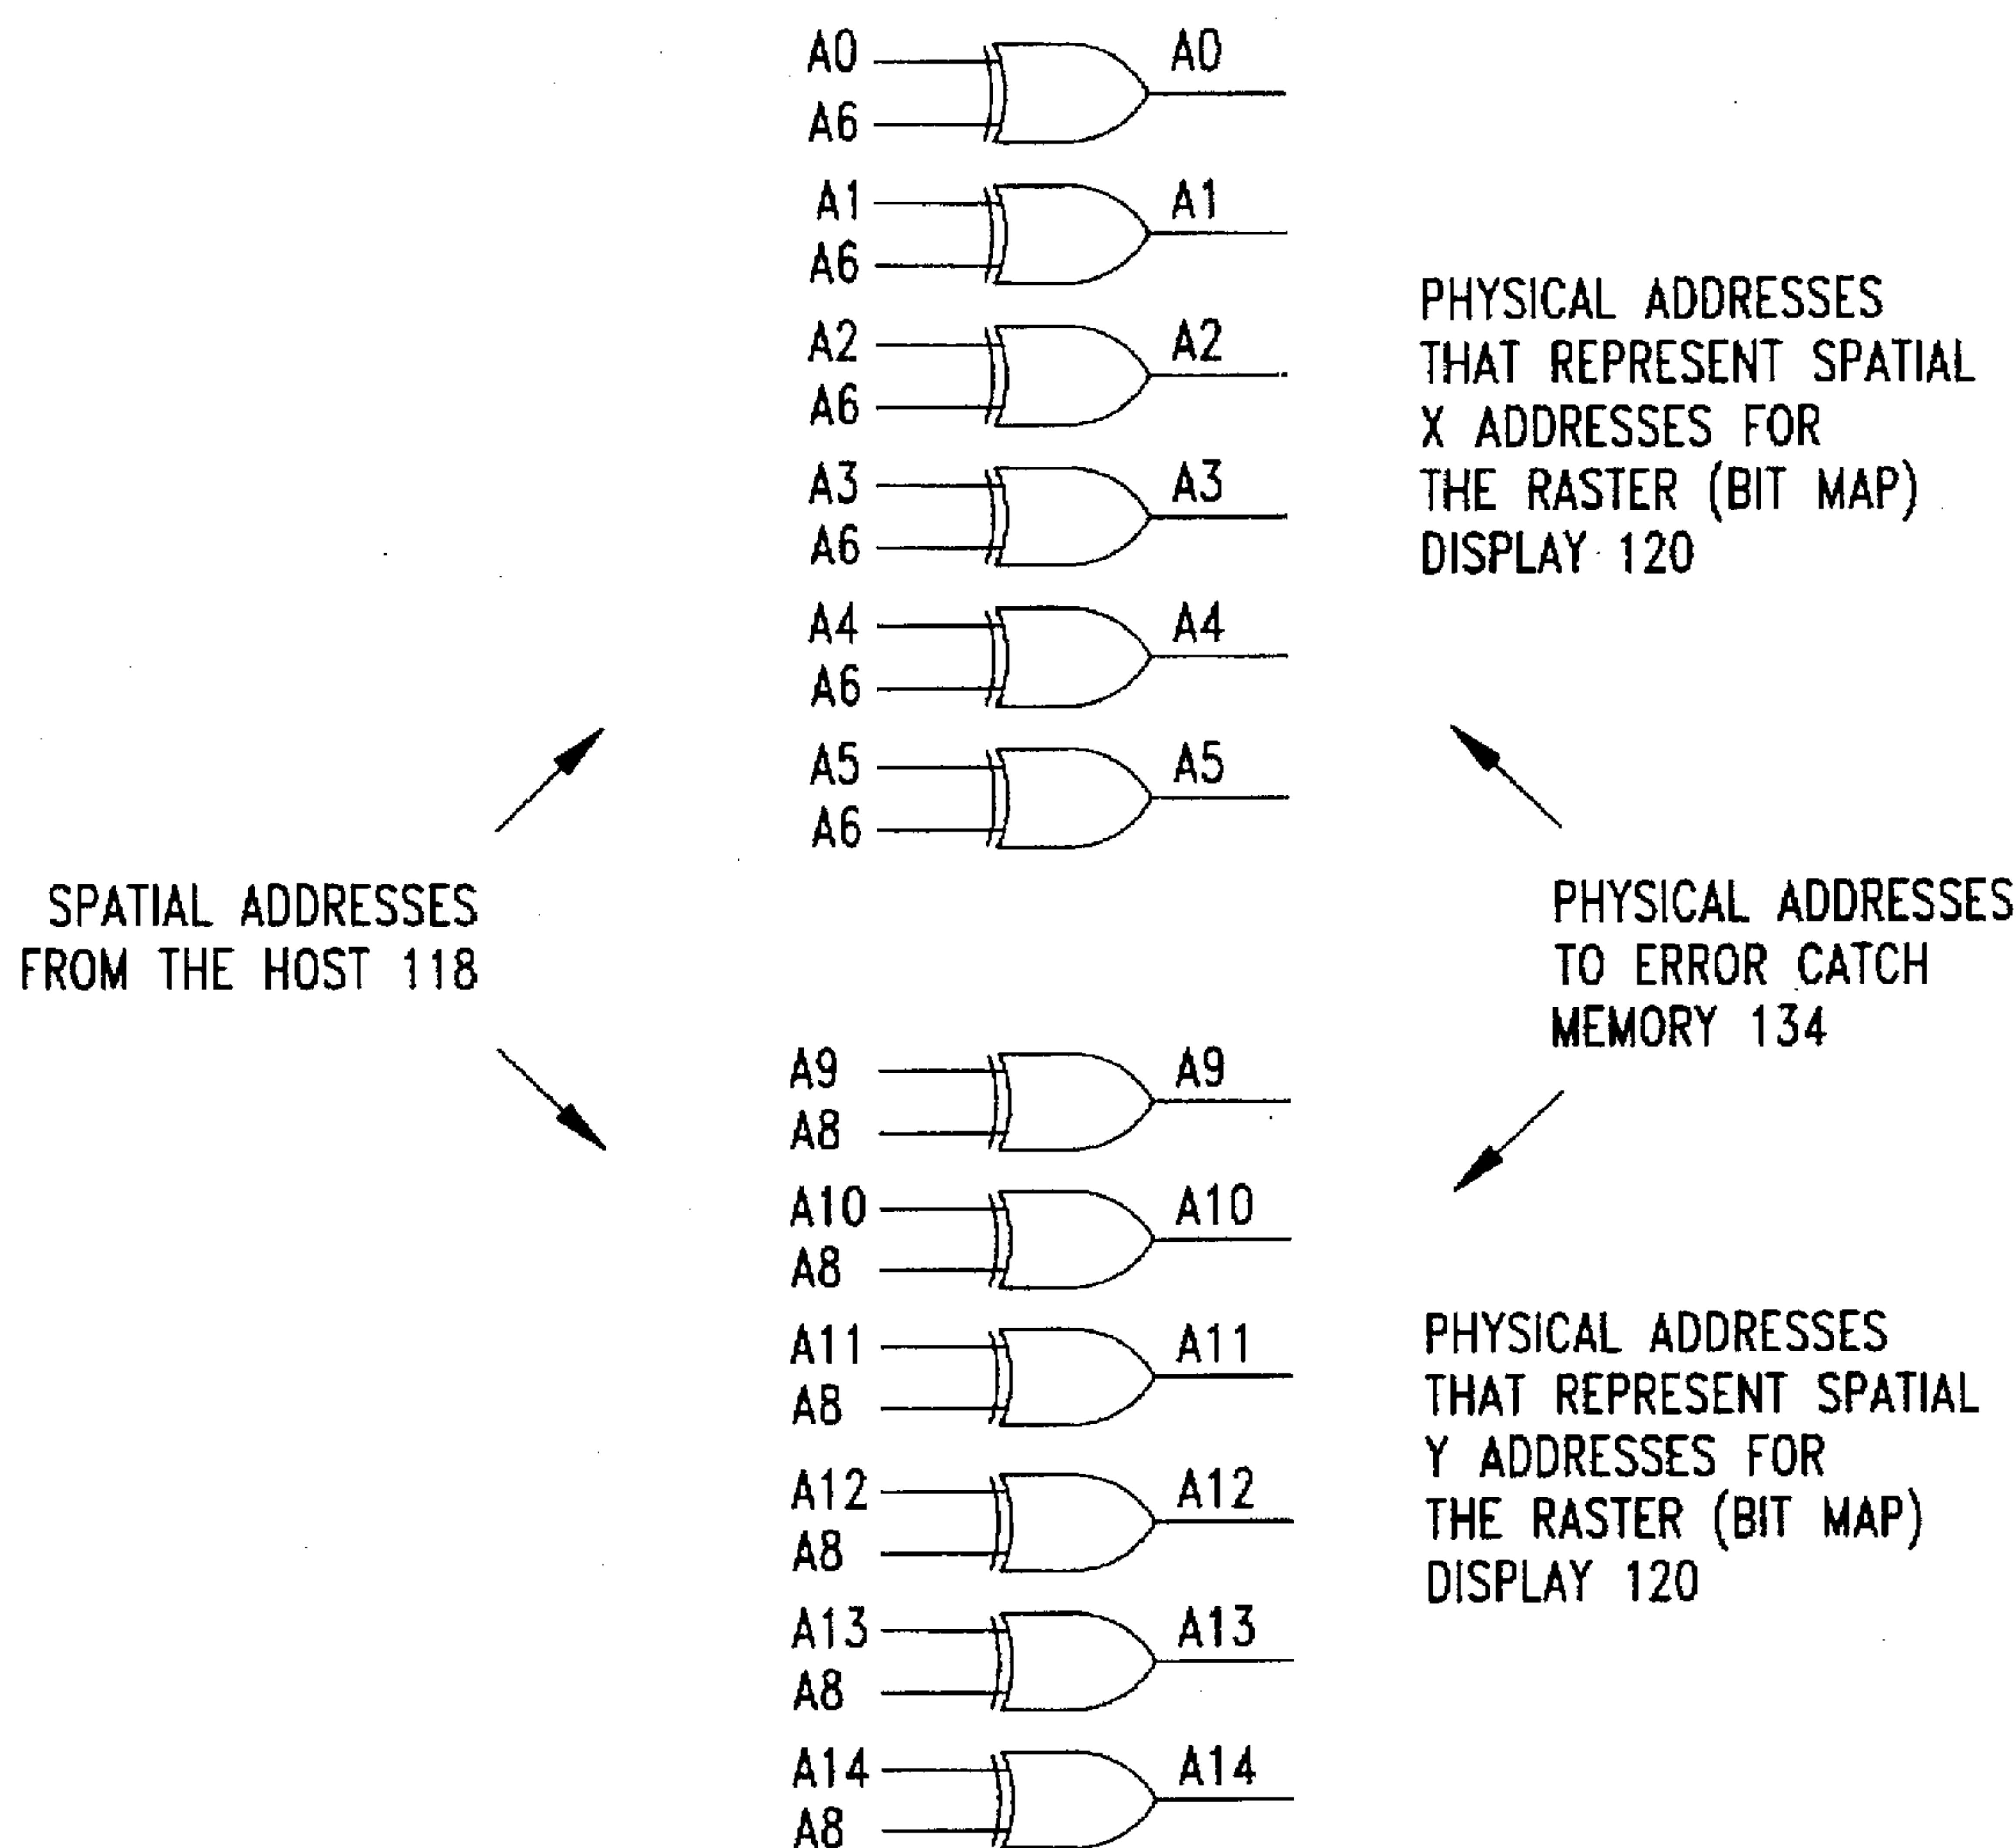 A0 A0
A6
A1 A1
A6
A2 A2
A6
A3 A3
A6
A4 A4
A6
A5 A5
A6
PHYSICAL ADDRESSES
THAT REPRESENT SPATIAL
X ADDRESSES FOR
THE RASTER (BIT MAP)
DISPLAY 120
SPATIAL ADDRESSES
FROM THE HOST 118
PHYSICAL ADDRESSES
TO ERROR CATCH
MEMORY 134
A9 A9
A8
A10 A10
A8
A11 A11
A8
A12 A12
A8
A13 A13
A8
A14 A14
A8
PHYSICAL ADDRESSES
THAT REPRESENT SPATIAL
Y ADDRESSES FOR
THE RASTER (BIT MAP)
DISPLAY 120